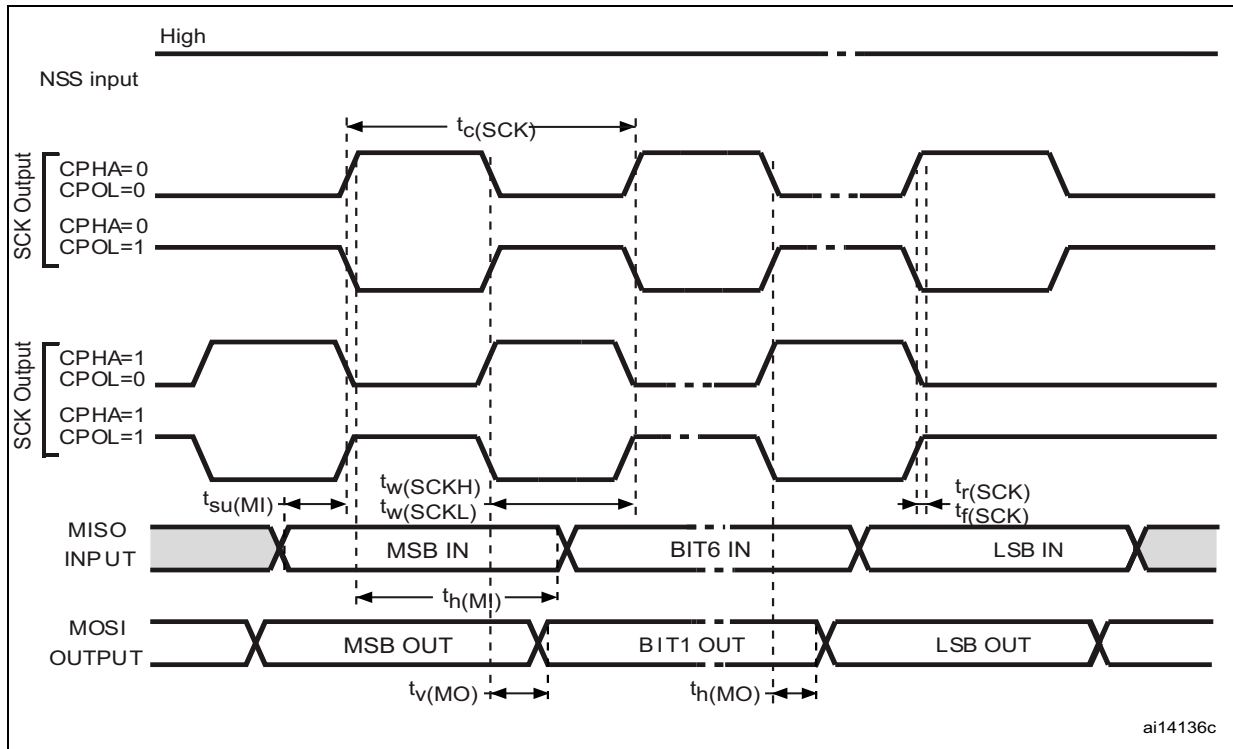 High
NSS input
tc(SCK)
SCK Output
CPHA=0
CPOL=0
CPHA=0
CPOL=1
SCK Output
CPHA=1
CPOL=0
CPHA=1
CPOL=1
tsu(MI)
tw(SCKH)
tw(SCKL)
tr(SCK)
tf(SCK)
MISO
INPUT
MSB IN
BIT6 IN
LSB IN
th(MI)
MOSI
OUTPUT
MSB OUT
BIT1 OUT
LSB OUT
tv(MO)
th(MO)
ai14136c